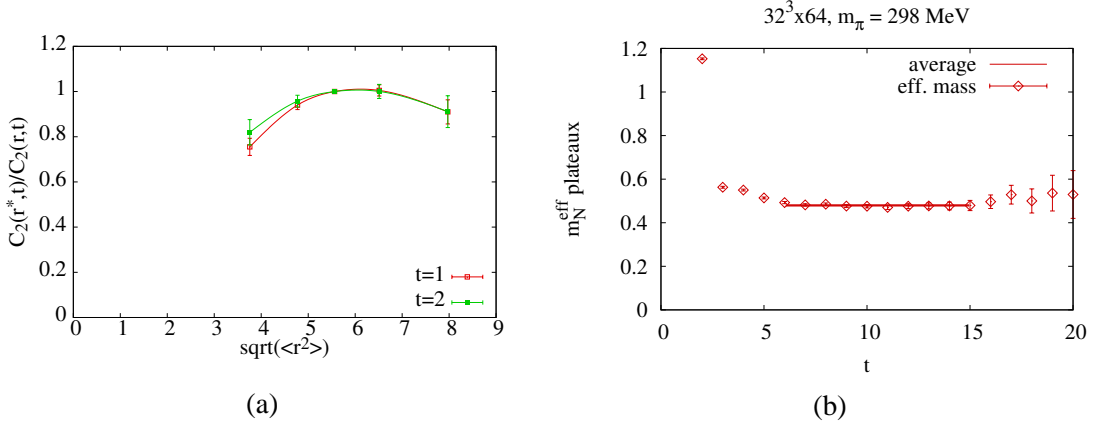 1.2
1
0.8
0.6
0.4
0.2
0
C2(r*,t)/C2(r,t)
t=1
t=2
0 1 2 3 4 5 6 7 8 9
sqrt(<r²>)
(a)
32³x64, mπ = 298 MeV
1.2
1
0.8
0.6
0.4
0.2
0
mN^eff plateaux
average
eff. mass
0 5 10 15 20
t
(b)